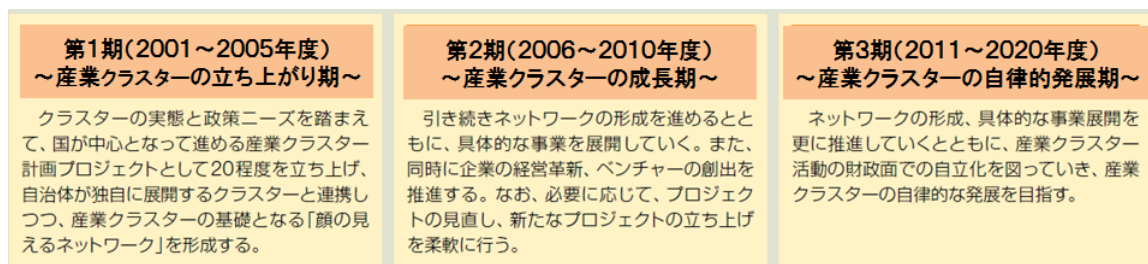 第1期(2001～2005年度)
～産業クラスターの立ち上がり期～
クラスターの実態と政策ニーズを踏まえ
て、国が中心となって進める産業クラスター
計画プロジェクトとして20程度を立ち上げ、
自治体が独自に展開するクラスターと連携し
つつ、産業クラスターの基礎となる「顔の見
えるネットワーク」を形成する。
第2期(2006～2010年度)
～産業クラスターの成長期～
引き続きネットワークの形成を進めるとと
もに、具体的な事業を展開していく。また、
同時に企業の経営革新、ベンチャーの創出を
推進する。なお、必要に応じて、プロジェク
トの見直し、新たなプロジェクトの立ち上げ
を柔軟に行う。
第3期(2011～2020年度)
～産業クラスターの自律的発展期～
ネットワークの形成、具体的な事業展開を
更に推進していくとともに、産業クラスター
活動の財政面での自立化を図っていき、産業
クラスターの自律的な発展を目指す。